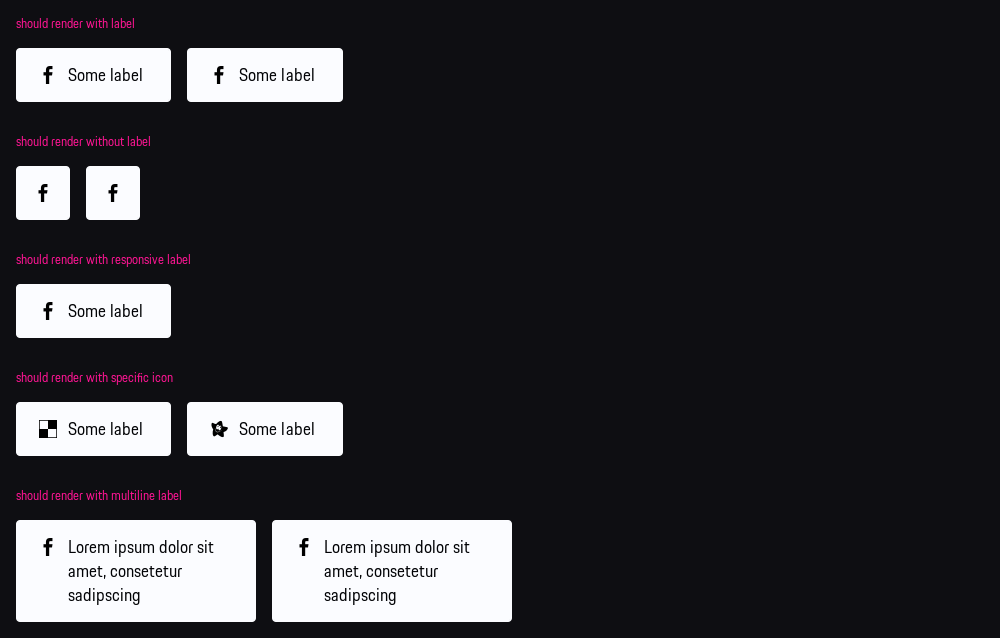 should render with label
Some label Some label
should render without label
should render with responsive label
Some label
should render with specific icon
Some label Some label
should render with multiline label
Lorem ipsum dolor sit
amet, consetetur
sadipscing
Lorem ipsum dolor sit
amet, consetetur
sadipscing